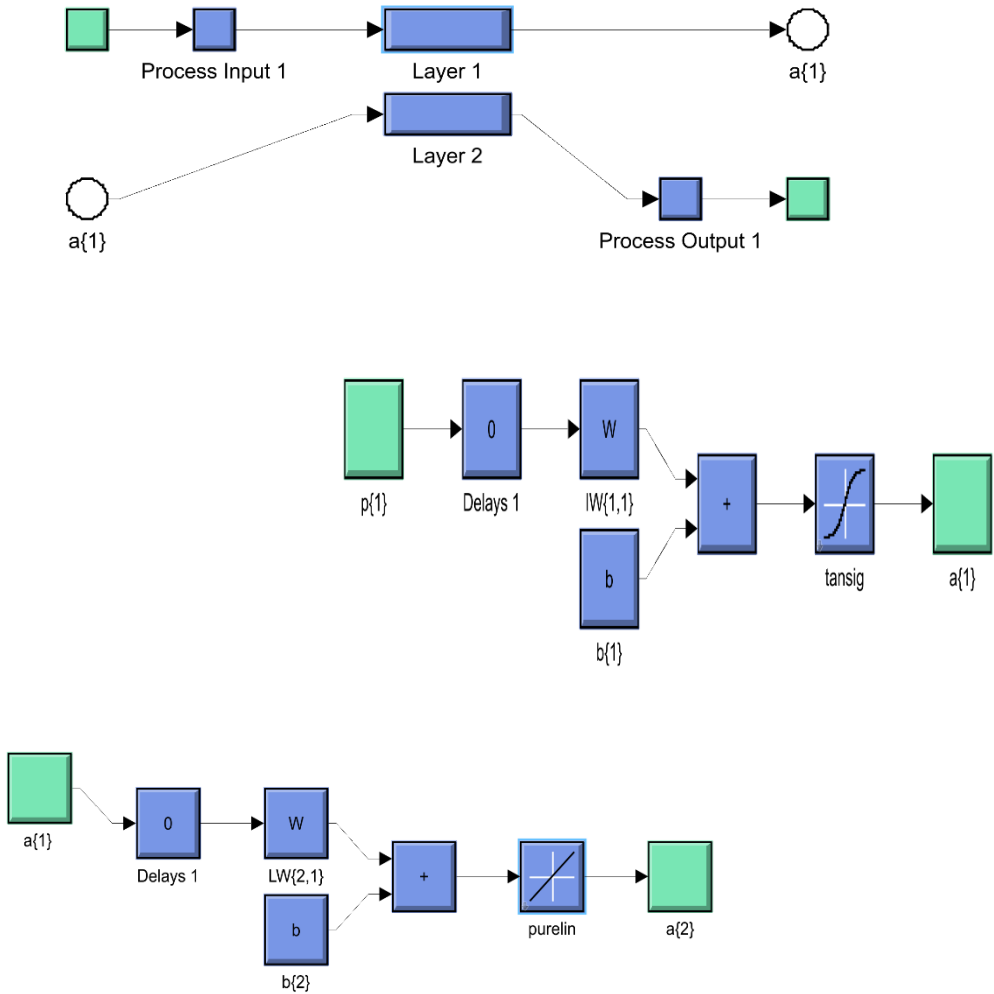 Process Input 1
Layer 1
a{1}
Layer 2
a{1}
Process Output 1
0
W
p{1}
Delays 1
IW{1,1}
+
b
tansig
a{1}
b{1}
0
W
a{1}
Delays 1
LW{2,1}
+
b
purelin
a{2}
b{2}